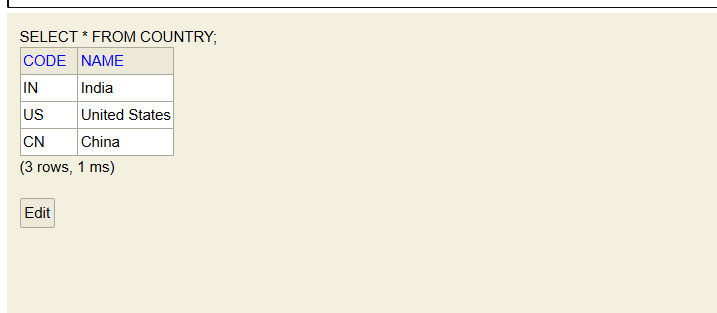 SELECT * FROM COUNTRY;
CODE NAME
IN India
US United States
CN China
(3 rows, 1 ms)
Edit